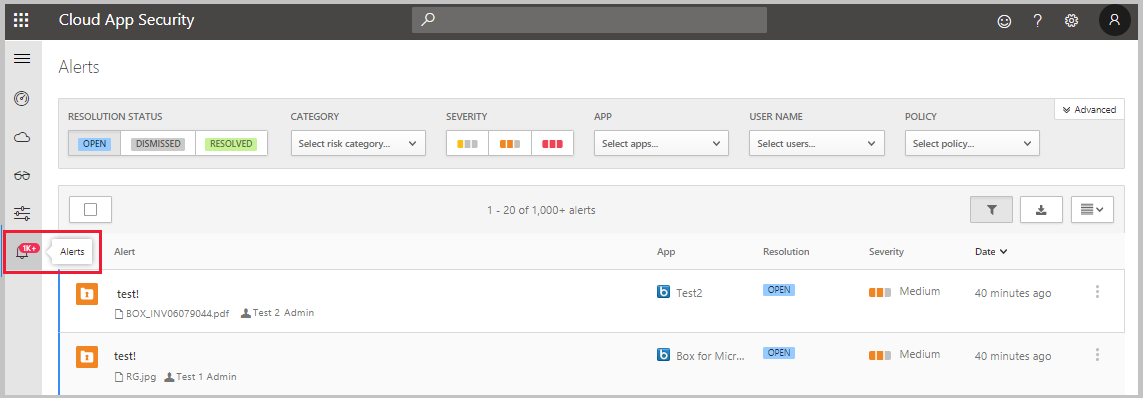 Cloud App Security
?
Alerts
Advanced
RESOLUTION STATUS CATEGORY SEVERITY APP USER NAME POLICY
OPEN DISMISSED RESOLVED Select risk category... Select apps... Select users... Select policy...
1 - 20 of 1,000+ alerts
1K+ Alerts Alert App Resolution Severity Date
test! Test2 OPEN Medium 40 minutes ago
BOX_INV06079044.pdf Test 2 Admin
test! Box for Micr... OPEN Medium 40 minutes ago
RG.jpg Test 1 Admin